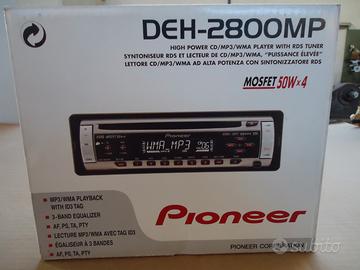 DEH-2800MP
HIGH POWER CD/MP3/WMA PLAYER WITH RDS TUNER
SYNTONISEUR RDS ET LECTEUR DE CD/MP3/WMA, "PUISSANCE ÉLEVÉE"
LETTORE CD/MP3/WMA AD ALTA POTENZA CON SINTONIZZATORE RDS
MOSFET 50W×4
Pioneer
WMA MP3
• MP3/WMA PLAYBACK
WITH ID3 TAG
• 3-BAND EQUALIZER
• AF, PS, TA, PTY
• LECTURE MP3/WMA AVEC TAG ID3
• ÉGALISEUR À 3 BANDES
• AF, PS, TA, PTY
Pioneer
PIONEER CORPORATION
subito